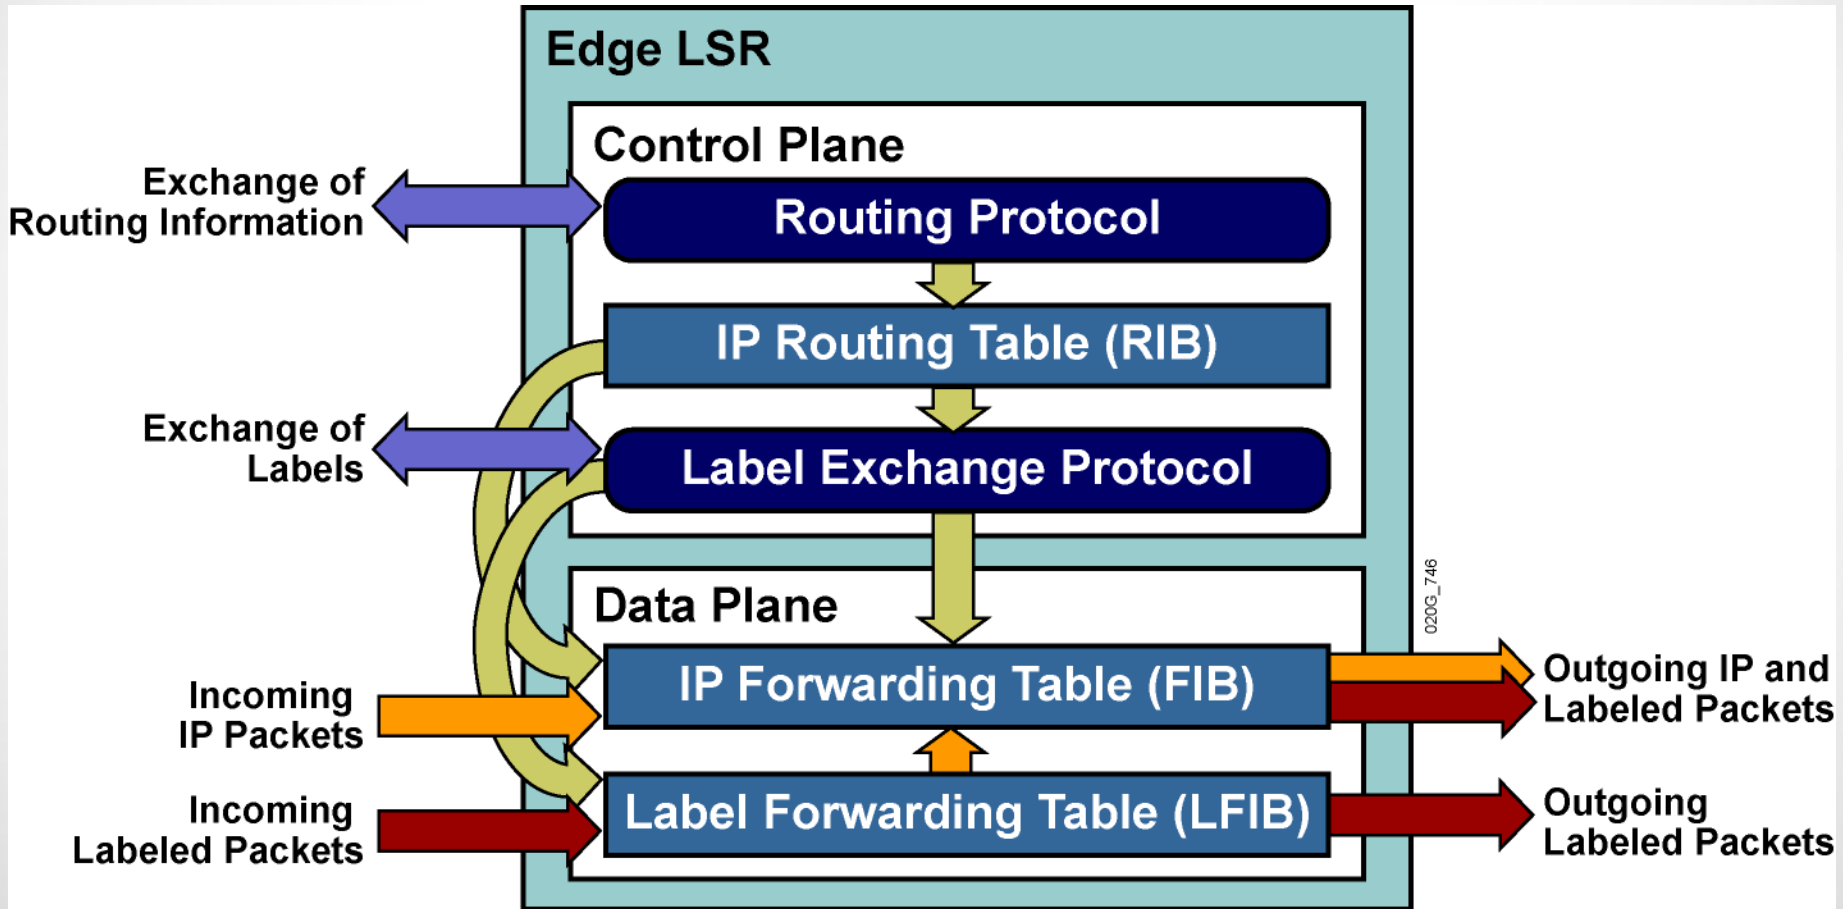 Edge LSR
Control Plane
Exchange of
Routing Information
Routing Protocol
IP Routing Table (RIB)
Exchange of
Labels
Label Exchange Protocol
Data Plane
020G_746
IP Forwarding Table (FIB)
Outgoing IP and
Labeled Packets
Incoming
IP Packets
Label Forwarding Table (LFIB)
Incoming
Labeled Packets
Outgoing
Labeled Packets